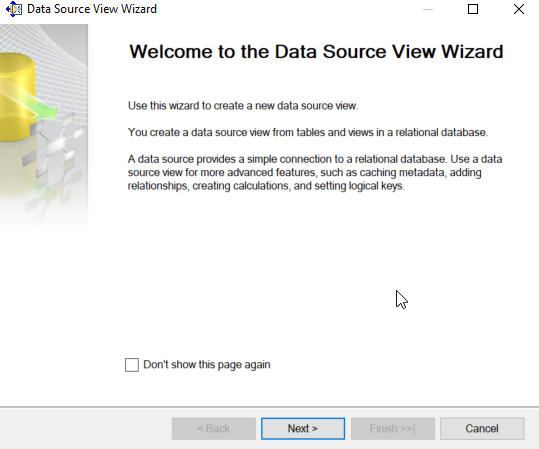 Data Source View Wizard
Welcome to the Data Source View Wizard
Use this wizard to create a new data source view.
You create a data source view from tables and views in a relational database.
A data source provides a simple connection to a relational database. Use a data
source view for more advanced features, such as caching metadata, adding
relationships, creating calculations, and setting logical keys.
Don't show this page again
< Back
Next >
Finish >>|
Cancel